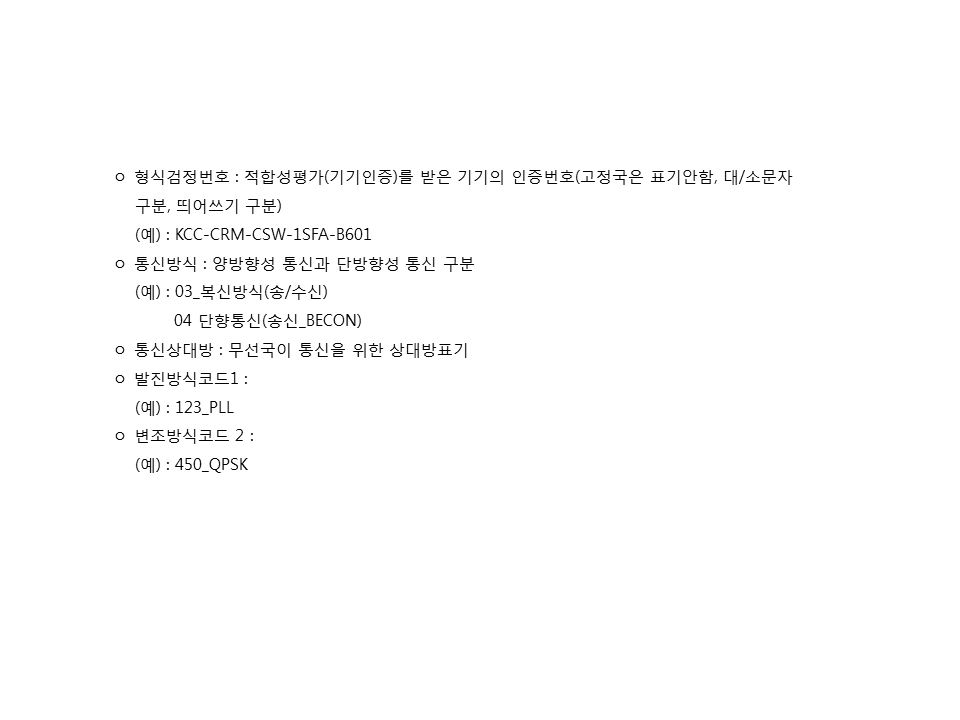 ㅇ 형식검정번호 : 적합성평가(기기인증)를 받은 기기의 인증번호(고정국은 표기안함, 대/소문자
구분, 띄어쓰기 구분)
(예) : KCC-CRM-CSW-1SFA-B601
ㅇ 통신방식 : 양방향성 통신과 단방향성 통신 구분
(예) : 03_복신방식(송/수신)
04 단향통신(송신_BECON)
ㅇ 통신상대방 : 무선국이 통신을 위한 상대방표기
ㅇ 발진방식코드1 :
(예) : 123_PLL
ㅇ 변조방식코드 2 :
(예) : 450_QPSK